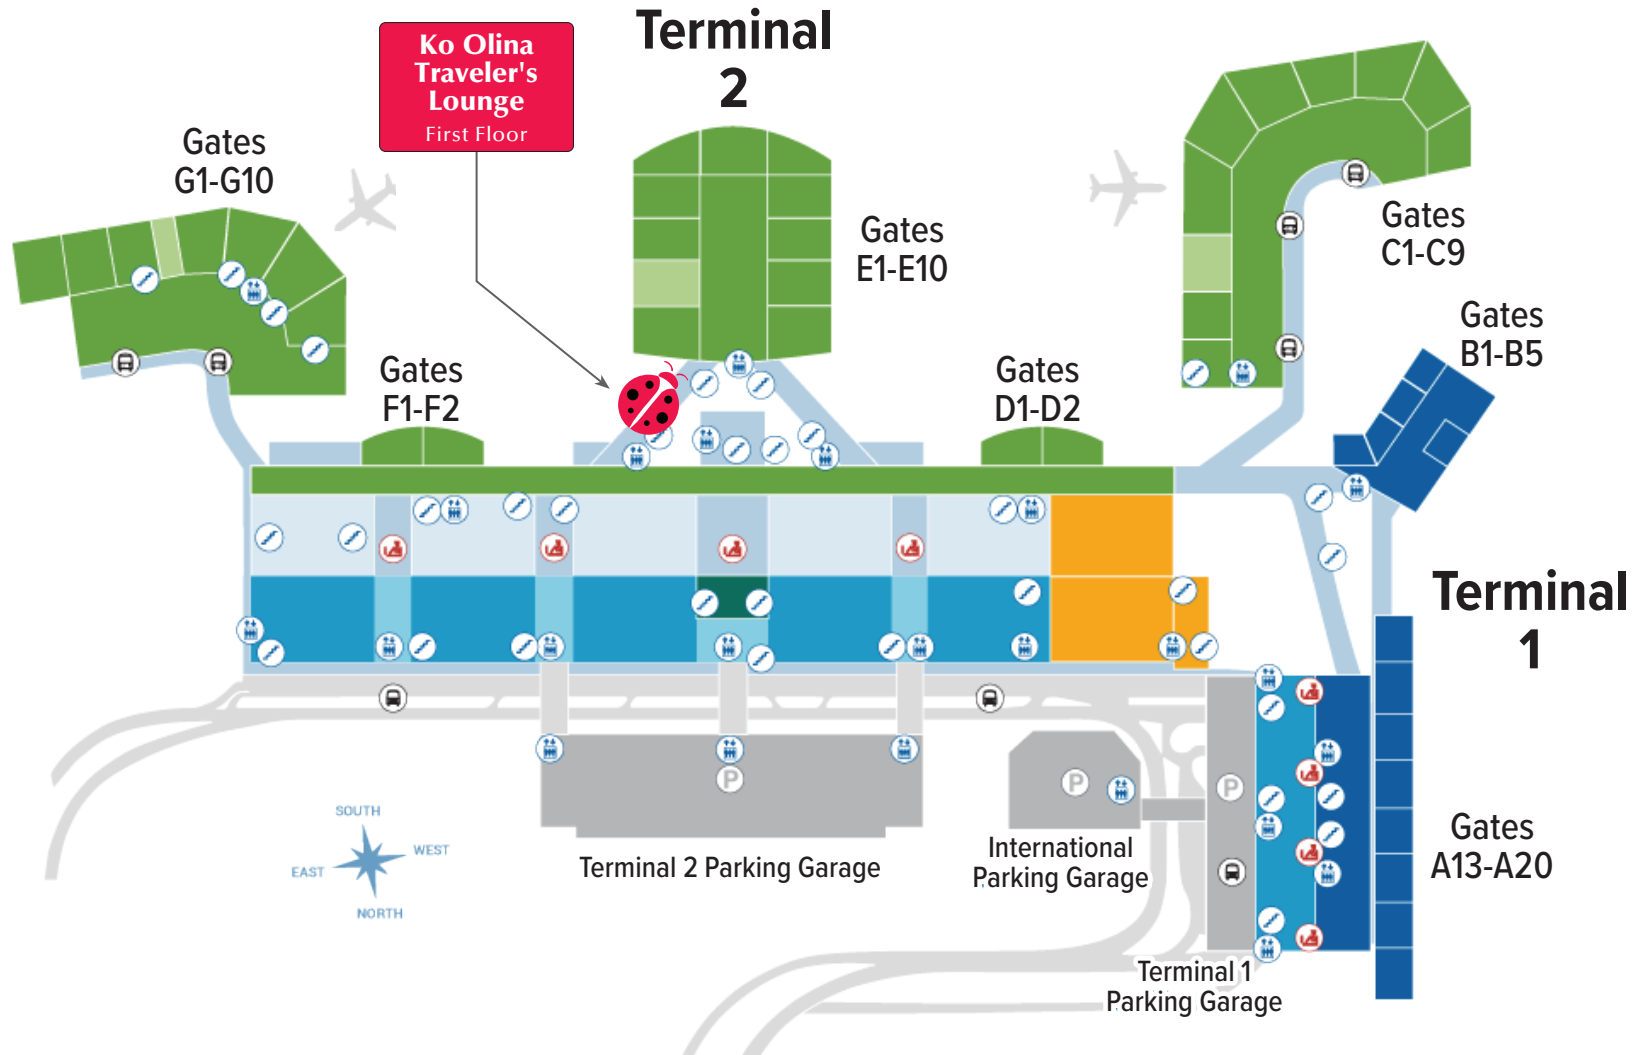 Ko Olina
Traveler's
Lounge
First Floor
Terminal
2
Gates
G1-G10
Gates
E1-E10
Gates
C1-C9
Gates
B1-B5
Gates
F1-F2
Gates
D1-D2
Terminal
1
P
P
P
SOUTH
WEST
EAST
NORTH
Terminal 2 Parking Garage
International
Parking Garage
Gates
A13-A20
Terminal 1
Parking Garage